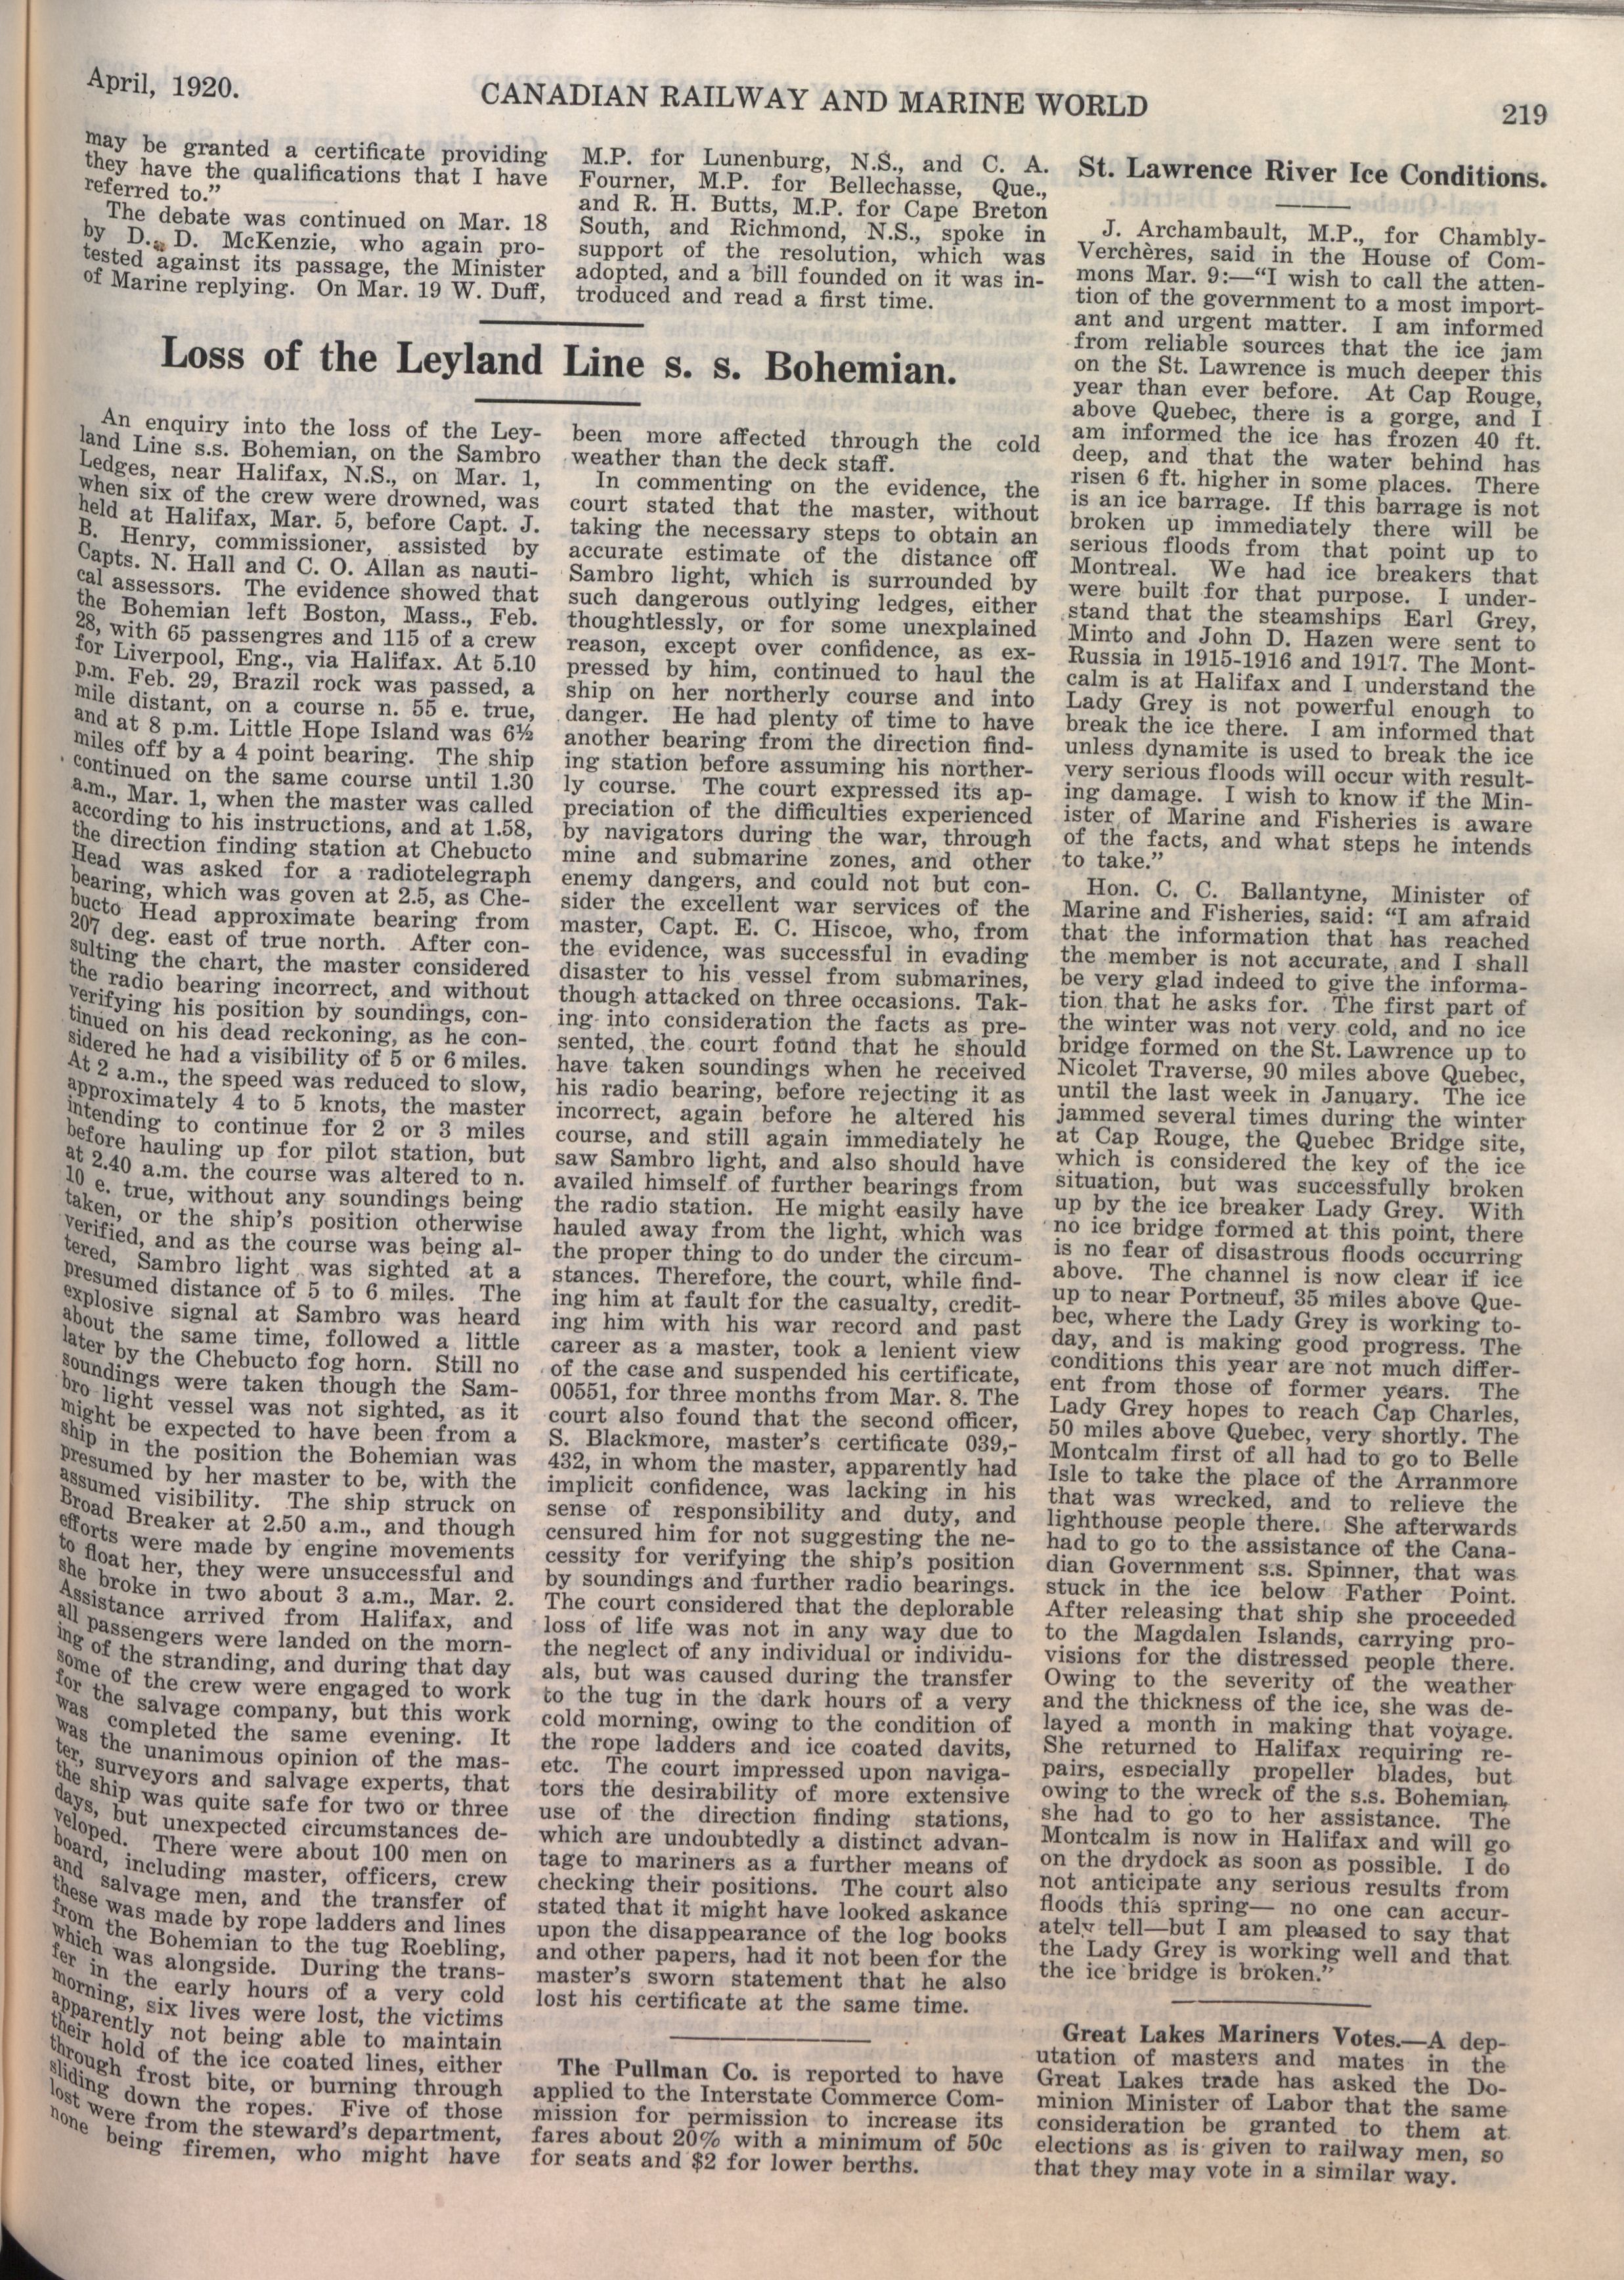 April, 1920.
CANADIAN RAILWAY AND MARINE WORLD
219
may be granted a certificate providing
they have the qualifications that I have
referred to."
The debate was continued on Mar. 18
by D. D. McKenzie, who again pro-
tested against its passage, the Minister
of Marine replying. On Mar. 19 W. Duff,
M.P. for Lunenburg, N.S., and C. A.
Fourner, M.P. for Bellechasse, Que.,
and R. H. Butts, M.P. for Cape Breton
South, and Richmond, N.S., spoke in
support of the resolution, which was
adopted, and a bill founded on it was in-
troduced and read a first time.
Loss of the Leyland Line s. s. Bohemian.
An enquiry into the loss of the Ley-
land Line s.s. Bohemian, on the Sambro
Ledges, near Halifax, N.S., on Mar. 1,
when six of the crew were drowned, was
held at Halifax, Mar. 5, before Capt. J.
B. Henry, commissioner, assisted by
Capts. N. Hall and C. O. Allan as nauti-
cal assessors. The evidence showed that
the Bohemian left Boston, Mass., Feb.
28, with 65 passengres and 115 of a crew
for Liverpool, Eng., via Halifax. At 5.10
p.m. Feb. 29, Brazil rock was passed, a
mile distant, on a course n. 55 e. true,
and at 8 p.m. Little Hope Island was 6½
miles off by a 4 point bearing. The ship
continued on the same course until 1.30
a.m., Mar. 1, when the master was called
according to his instructions, and at 1.58,
the direction finding station at Chebucto
Head was asked for a radiotelegraph
bearing, which was goven at 2.5, as Che-
bucto Head approximate bearing from
207 deg. east of true north. After con-
sulting the chart, the master considered
the radio bearing incorrect, and without
verifying his position by soundings, con-
tinued on his dead reckoning, as he con-
sidered he had a visibility of 5 or 6 miles.
At 2 a.m., the speed was reduced to slow,
approximately 4 to 5 knots, the master
intending to continue for 2 or 3 miles
before hauling up for pilot station, but
at 2.40 a.m. the course was altered to n.
10 e. true, without any soundings being
taken, or the ship's position otherwise
verified, and as the course was being al-
tered, Sambro light was sighted at a
presumed distance of 5 to 6 miles. The
explosive signal at Sambro was heard
about the same time, followed a little
later by the Chebucto fog horn. Still no
soundings were taken though the Sam-
bro light vessel was not sighted, as it
might be expected to have been from a
ship in the position the Bohemian was
presumed by her master to be, with the
assumed visibility. The ship struck on
Broad Breaker at 2.50 a.m., and though
efforts were made by engine movements
to float her, they were unsuccessful and
she broke in two about 3 a.m., Mar. 2.
Assistance arrived from Halifax, and
all passengers were landed on the morn-
ing of the stranding, and during that day
some of the crew were engaged to work
for the salvage company, but this work
was completed the same evening. It
was the unanimous opinion of the mas-
ter, surveyors and salvage experts, that
the ship was quite safe for two or three
days, but unexpected circumstances de-
veloped. There were about 100 men on
board, including master, officers, crew
and salvage men, and the transfer of
these was made by rope ladders and lines
from the Bohemian to the tug Roebling,
which was alongside. During the trans-
fer in the early hours of a very cold
morning, six lives were lost, the victims
apparently not being able to maintain
their hold of the ice coated lines, either
through frost bite, or burning through
sliding down the ropes. Five of those
lost were from the steward's department,
none being firemen, who might have
been more affected through the cold
weather than the deck staff.
In commenting on the evidence, the
court stated that the master, without
taking the necessary steps to obtain an
accurate estimate of the distance off
Sambro light, which is surrounded by
such dangerous outlying ledges, either
thoughtlessly, or for some unexplained
reason, except over confidence, as ex-
pressed by him, continued to haul the
ship on her northerly course and into
danger. He had plenty of time to have
another bearing from the direction find-
ing station before assuming his norther-
ly course. The court expressed its ap-
preciation of the difficulties experienced
by navigators during the war, through
mine and submarine zones, and other
enemy dangers, and could not but con-
sider the excellent war services of the
master, Capt. E. C. Hiscoe, who, from
the evidence, was successful in evading
disaster to his vessel from submarines,
though attacked on three occasions. Tak-
ing into consideration the facts as pre-
sented, the court found that he should
have taken soundings when he received
his radio bearing, before rejecting it as
incorrect, again before he altered his
course, and still again immediately he
saw Sambro light, and also should have
availed himself of further bearings from
the radio station. He might easily have
hauled away from the light, which was
the proper thing to do under the circum-
stances. Therefore, the court, while find-
ing him at fault for the casualty, credit-
ing him with his war record and past
career as a master, took a lenient view
of the case and suspended his certificate,
00551, for three months from Mar. 8. The
court also found that the second officer,
S. Blackmore, master's certificate 039,-
432, in whom the master, apparently had
implicit confidence, was lacking in his
sense of responsibility and duty, and
censured him for not suggesting the ne-
cessity for verifying the ship's position
by soundings and further radio bearings.
The court considered that the deplorable
loss of life was not in any way due to
the neglect of any individual or individu-
als, but was caused during the transfer
to the tug in the dark hours of a very
cold morning, owing to the condition of
the rope ladders and ice coated davits,
etc. The court impressed upon naviga-
tors the desirability of more extensive
use of the direction finding stations,
which are undoubtedly a distinct advan-
tage to mariners as a further means of
checking their positions. The court also
stated that it might have looked askance
upon the disappearance of the log books
and other papers, had it not been for the
master's sworn statement that he also
lost his certificate at the same time.
The Pullman Co. is reported to have
applied to the Interstate Commerce Com-
mission for permission to increase its
fares about 20% with a minimum of 50c
for seats and $2 for lower berths.
St. Lawrence River Ice Conditions.
J. Archambault, M.P., for Chambly-
Verchères, said in the House of Com-
mons Mar. 9:—"I wish to call the atten-
tion of the government to a most import-
ant and urgent matter. I am informed
from reliable sources that the ice jam
on the St. Lawrence is much deeper this
year than ever before. At Cap Rouge,
above Quebec, there is a gorge, and I
am informed the ice has frozen 40 ft.
deep, and that the water behind has
risen 6 ft. higher in some places. There
is an ice barrage. If this barrage is not
broken up immediately there will be
serious floods from that point up to
Montreal. We had ice breakers that
were built for that purpose. I under-
stand that the steamships Earl Grey,
Minto and John D. Hazen were sent to
Russia in 1915-1916 and 1917. The Mont-
calm is at Halifax and I understand the
Lady Grey is not powerful enough to
break the ice there. I am informed that
unless dynamite is used to break the ice
very serious floods will occur with result-
ing damage. I wish to know if the Min-
ister of Marine and Fisheries is aware
of the facts, and what steps he intends
to take."
Hon. C. C. Ballantyne, Minister of
Marine and Fisheries, said: "I am afraid
that the information that has reached
the member is not accurate, and I shall
be very glad indeed to give the informa-
tion that he asks for. The first part of
the winter was not very cold, and no ice
bridge formed on the St. Lawrence up to
Nicolet Traverse, 90 miles above Quebec,
until the last week in January. The ice
jammed several times during the winter
at Cap Rouge, the Quebec Bridge site,
which is considered the key of the ice
situation, but was successfully broken
up by the ice breaker Lady Grey. With
no ice bridge formed at this point, there
is no fear of disastrous floods occurring
above. The channel is now clear if ice
up to near Portneuf, 35 miles above Que-
bec, where the Lady Grey is working to-
day, and is making good progress. The
conditions this year are not much differ-
ent from those of former years. The
Lady Grey hopes to reach Cap Charles,
50 miles above Quebec, very shortly. The
Montcalm first of all had to go to Belle
Isle to take the place of the Arranmore
that was wrecked, and to relieve the
lighthouse people there. She afterwards
had to go to the assistance of the Cana-
dian Government s.s. Spinner, that was
stuck in the ice below Father Point.
After releasing that ship she proceeded
to the Magdalen Islands, carrying pro-
visions for the distressed people there.
Owing to the severity of the weather
and the thickness of the ice, she was de-
layed a month in making that voyage.
She returned to Halifax requiring re-
pairs, especially propeller blades, but
owing to the wreck of the s.s. Bohemian,
she had to go to her assistance. The
Montcalm is now in Halifax and will go
on the drydock as soon as possible. I do
not anticipate any serious results from
floods this spring— no one can accur-
ately tell—but I am pleased to say that
the Lady Grey is working well and that
the ice bridge is broken."
Great Lakes Mariners Votes.—A dep-
utation of masters and mates in the
Great Lakes trade has asked the Do-
minion Minister of Labor that the same
consideration be granted to them at
elections as is given to railway men, so
that they may vote in a similar way.